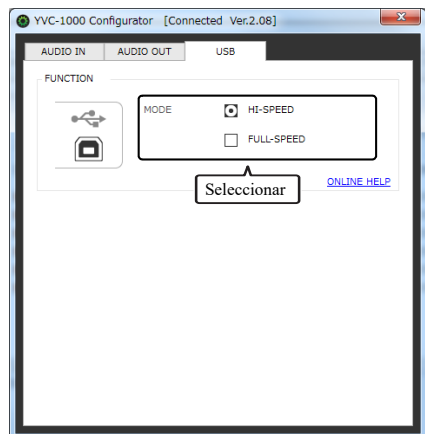 YVC-1000 Configurator [Connected Ver.2.08]
x
AUDIO IN AUDIO OUT USB
FUNCTION
MODE HI-SPEED
FULL-SPEED
Seleccionar
ONLINE HELP